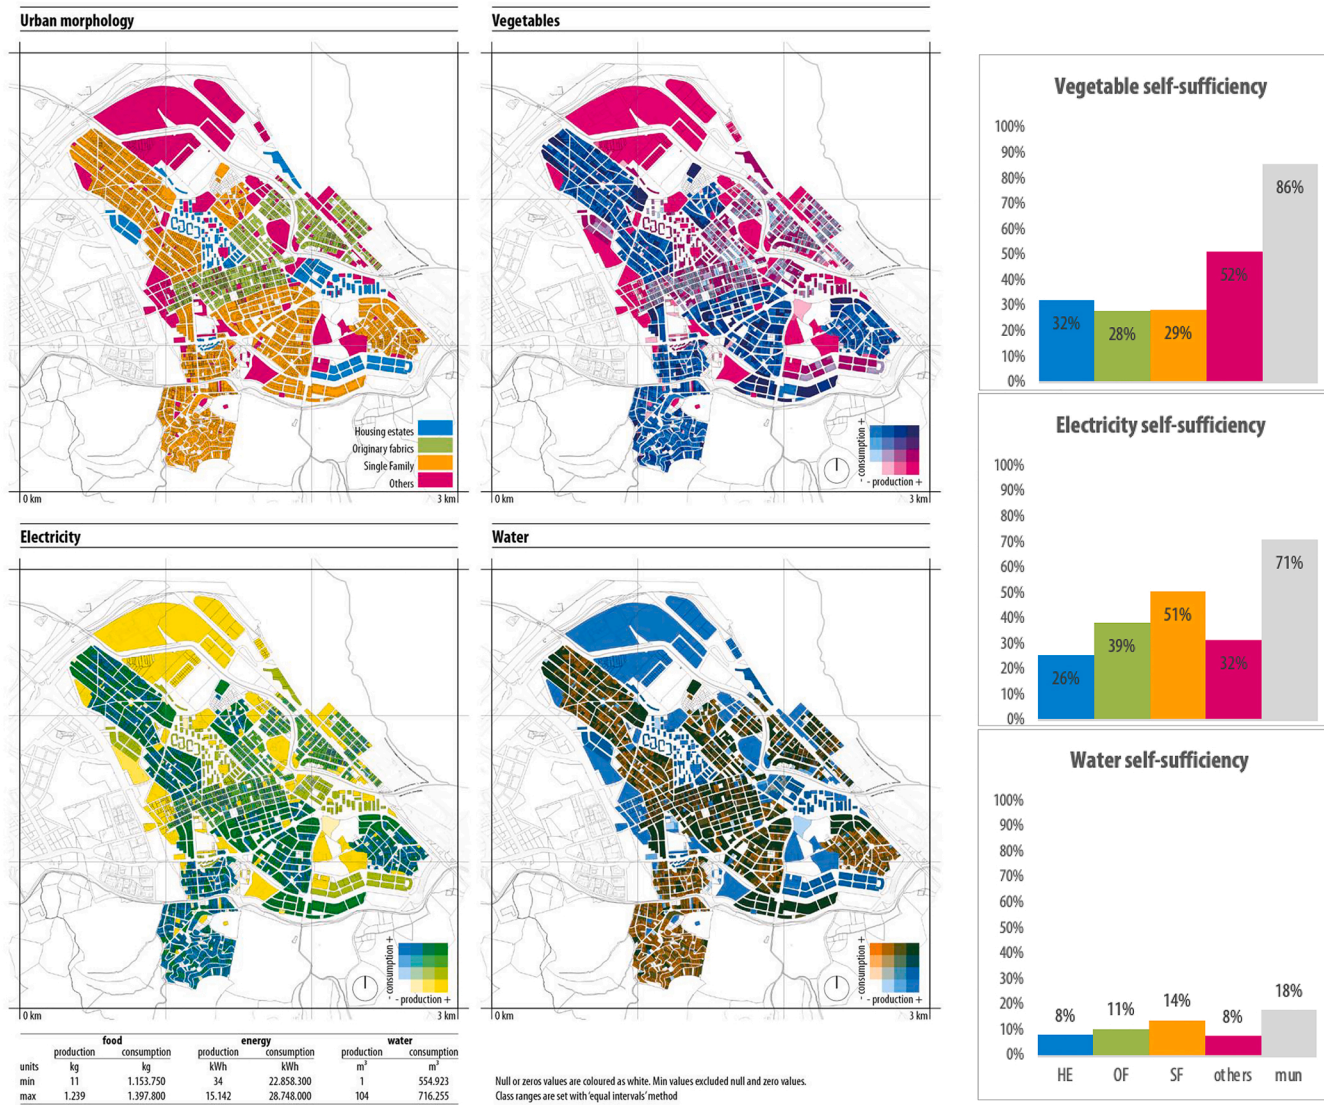 Urban morphology
Housing estates
Originary fabrics
Single Family
Others
0 km
3 km
Vegetables
- consumption +
- - production +
0 km
3 km
Electricity
- consumption +
- - production +
0 km
3 km
Water
- consumption +
- - production +
0 km
3 km
food energy water
production consumption production consumption production consumption
units kg kg kWh kWh m³ m³
min 11 1.153.750 34 22.858.300 1 554.923
max 1.239 1.397.800 15.142 28.748.000 104 716.255
Null or zeros values are coloured as white. Min values excluded null and zero values.
Class ranges are set with 'equal intervals' method
Vegetable self-sufficiency
100%
90%
80%
70%
60%
50%
40%
30%
20%
10%
0%
32%
28%
29%
52%
86%
Electricity self-sufficiency
100%
90%
80%
70%
60%
50%
40%
30%
20%
10%
0%
26%
39%
51%
32%
71%
Water self-sufficiency
100%
90%
80%
70%
60%
50%
40%
30%
20%
10%
0%
8%
11%
14%
8%
18%
HE OF SF others mun